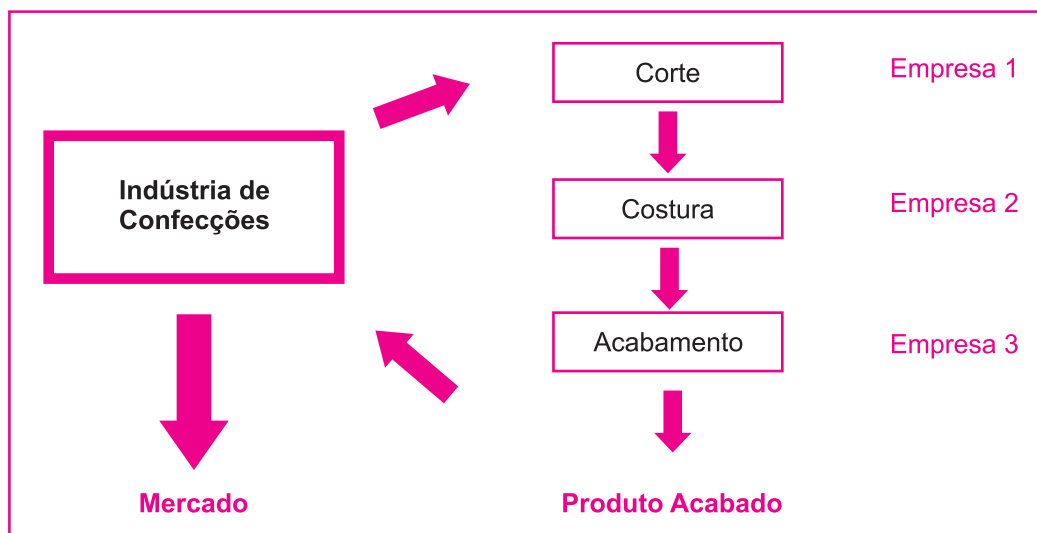 Corte
Empresa 1
Indústria de
Confecções
Costura
Empresa 2
Acabamento
Empresa 3
Mercado
Produto Acabado